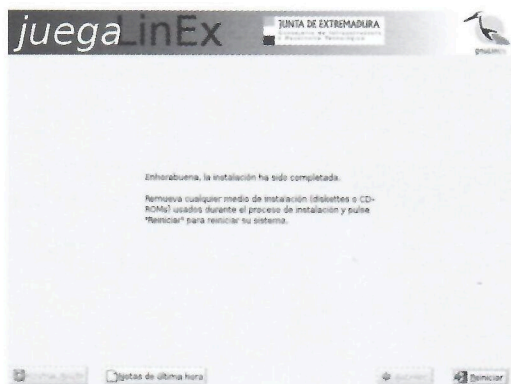 juegaLinEx
JUNTA DE EXTREMADURA
Enhorabuena, la instalación ha sido completada.
Remueva cualquier medio de instalación (diskettes o CD-
ROMs) usados durante el proceso de instalación y pulse
"Reiniciar" para reiniciar su sistema.
Notas de última hora
Reiniciar